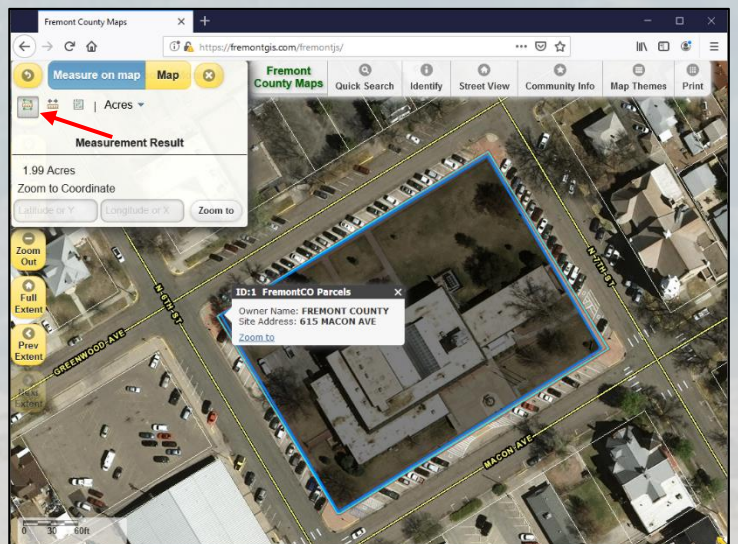 Fremont County Maps
https://fremontgis.com/fremontjs/
Measure on map
Map
Fremont
County Maps
Quick Search
Identify
Street View
Community Info
Map Themes
Print
| Acres
Measurement Result
1.99 Acres
Zoom to Coordinate
Latitude or Y
Longitude or X
Zoom to
Zoom
Out
Full
Extent
Prev
Extent
Next
Extent
N-6TH-ST
N-7TH-ST
GREENWOOD-AVE
MACON-AVE
ID:1 FremontCO Parcels
Owner Name: FREMONT COUNTY
Site Address: 615 MACON AVE
Zoom to
0 30 60ft